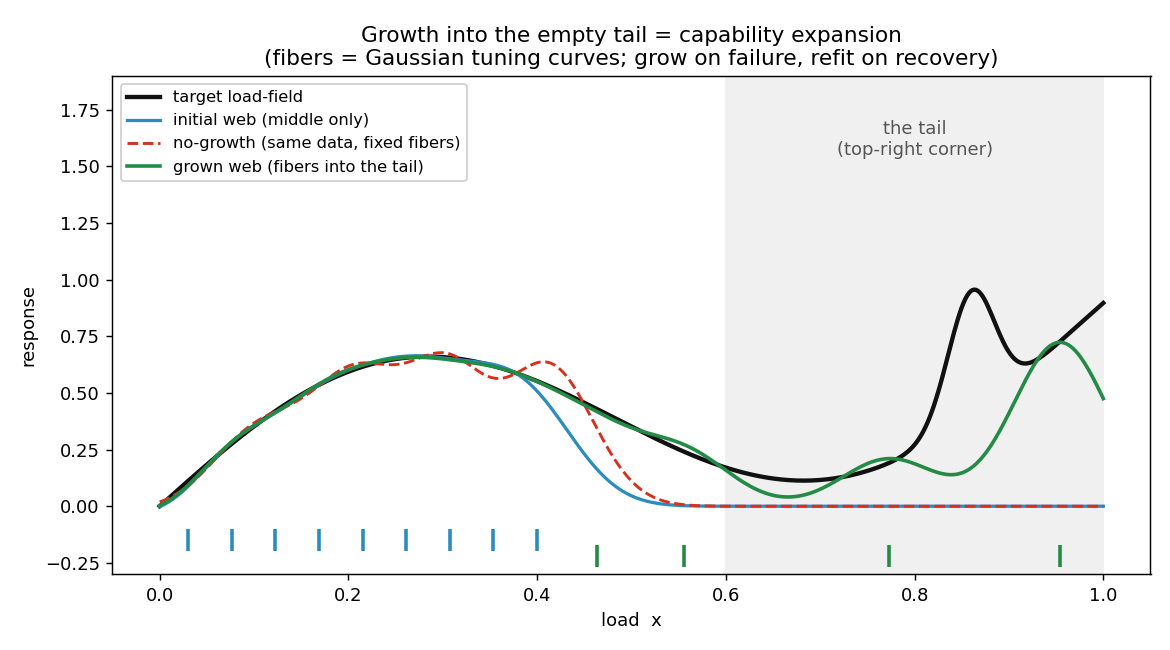 Growth into the empty tail = capability expansion
(fibers = Gaussian tuning curves; grow on failure, refit on recovery)
target load-field
initial web (middle only)
no-growth (same data, fixed fibers)
grown web (fibers into the tail)
the tail
(top-right corner)
response
1.75
1.50
1.25
1.00
0.75
0.50
0.25
0.00
−0.25
0.0
0.2
0.4
0.6
0.8
1.0
load x